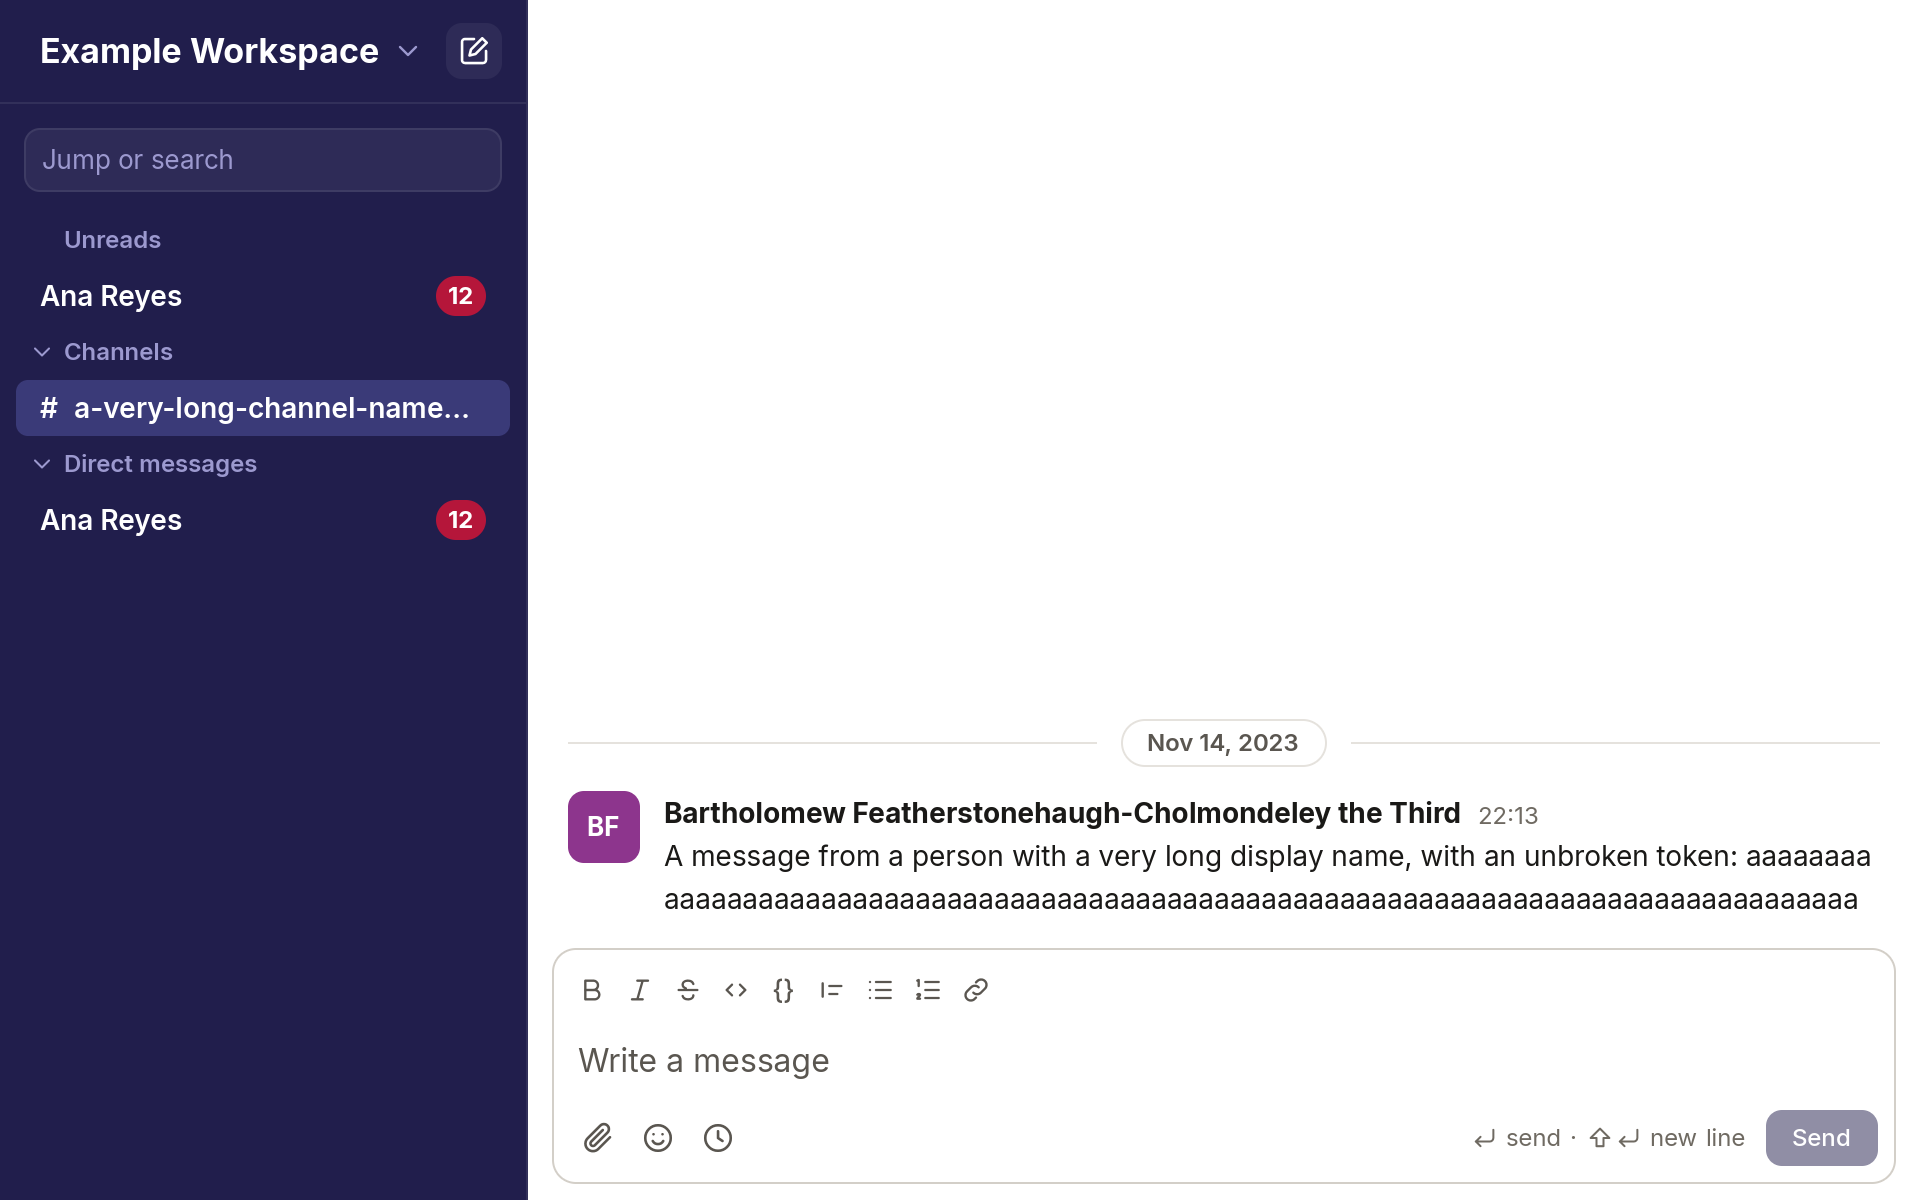 Example Workspace
Jump or search
Unreads
Ana Reyes 12
Channels
# a-very-long-channel-name...
Direct messages
Ana Reyes 12
Nov 14, 2023
BF
Bartholomew Featherstonehaugh-Cholmondeley the Third 22:13
A message from a person with a very long display name, with an unbroken token: aaaaaaaa
aaaaaaaaaaaaaaaaaaaaaaaaaaaaaaaaaaaaaaaaaaaaaaaaaaaaaaaaaaaaaaaaaaaaaaaaaaaa
Write a message
send · new line
Send